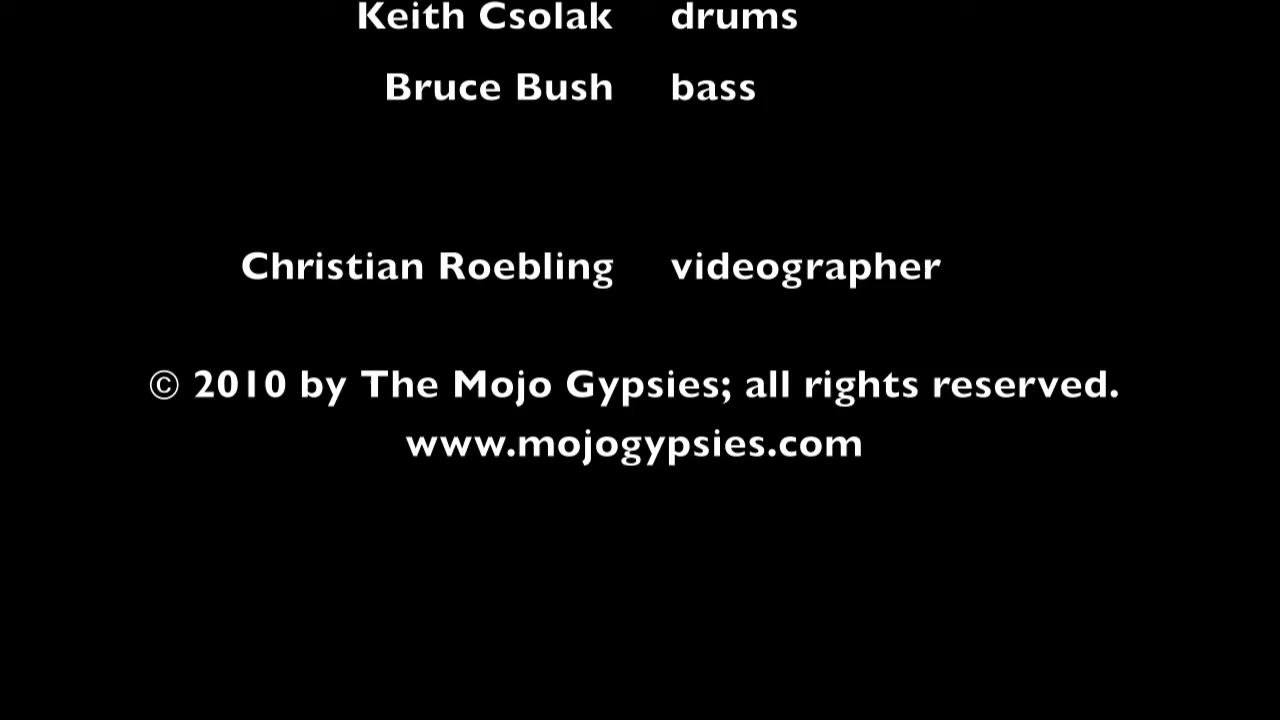 Keith Csolak drums
Bruce Bush bass
Christian Roebling videographer
© 2010 by The Mojo Gypsies; all rights reserved.
www.mojogypsies.com